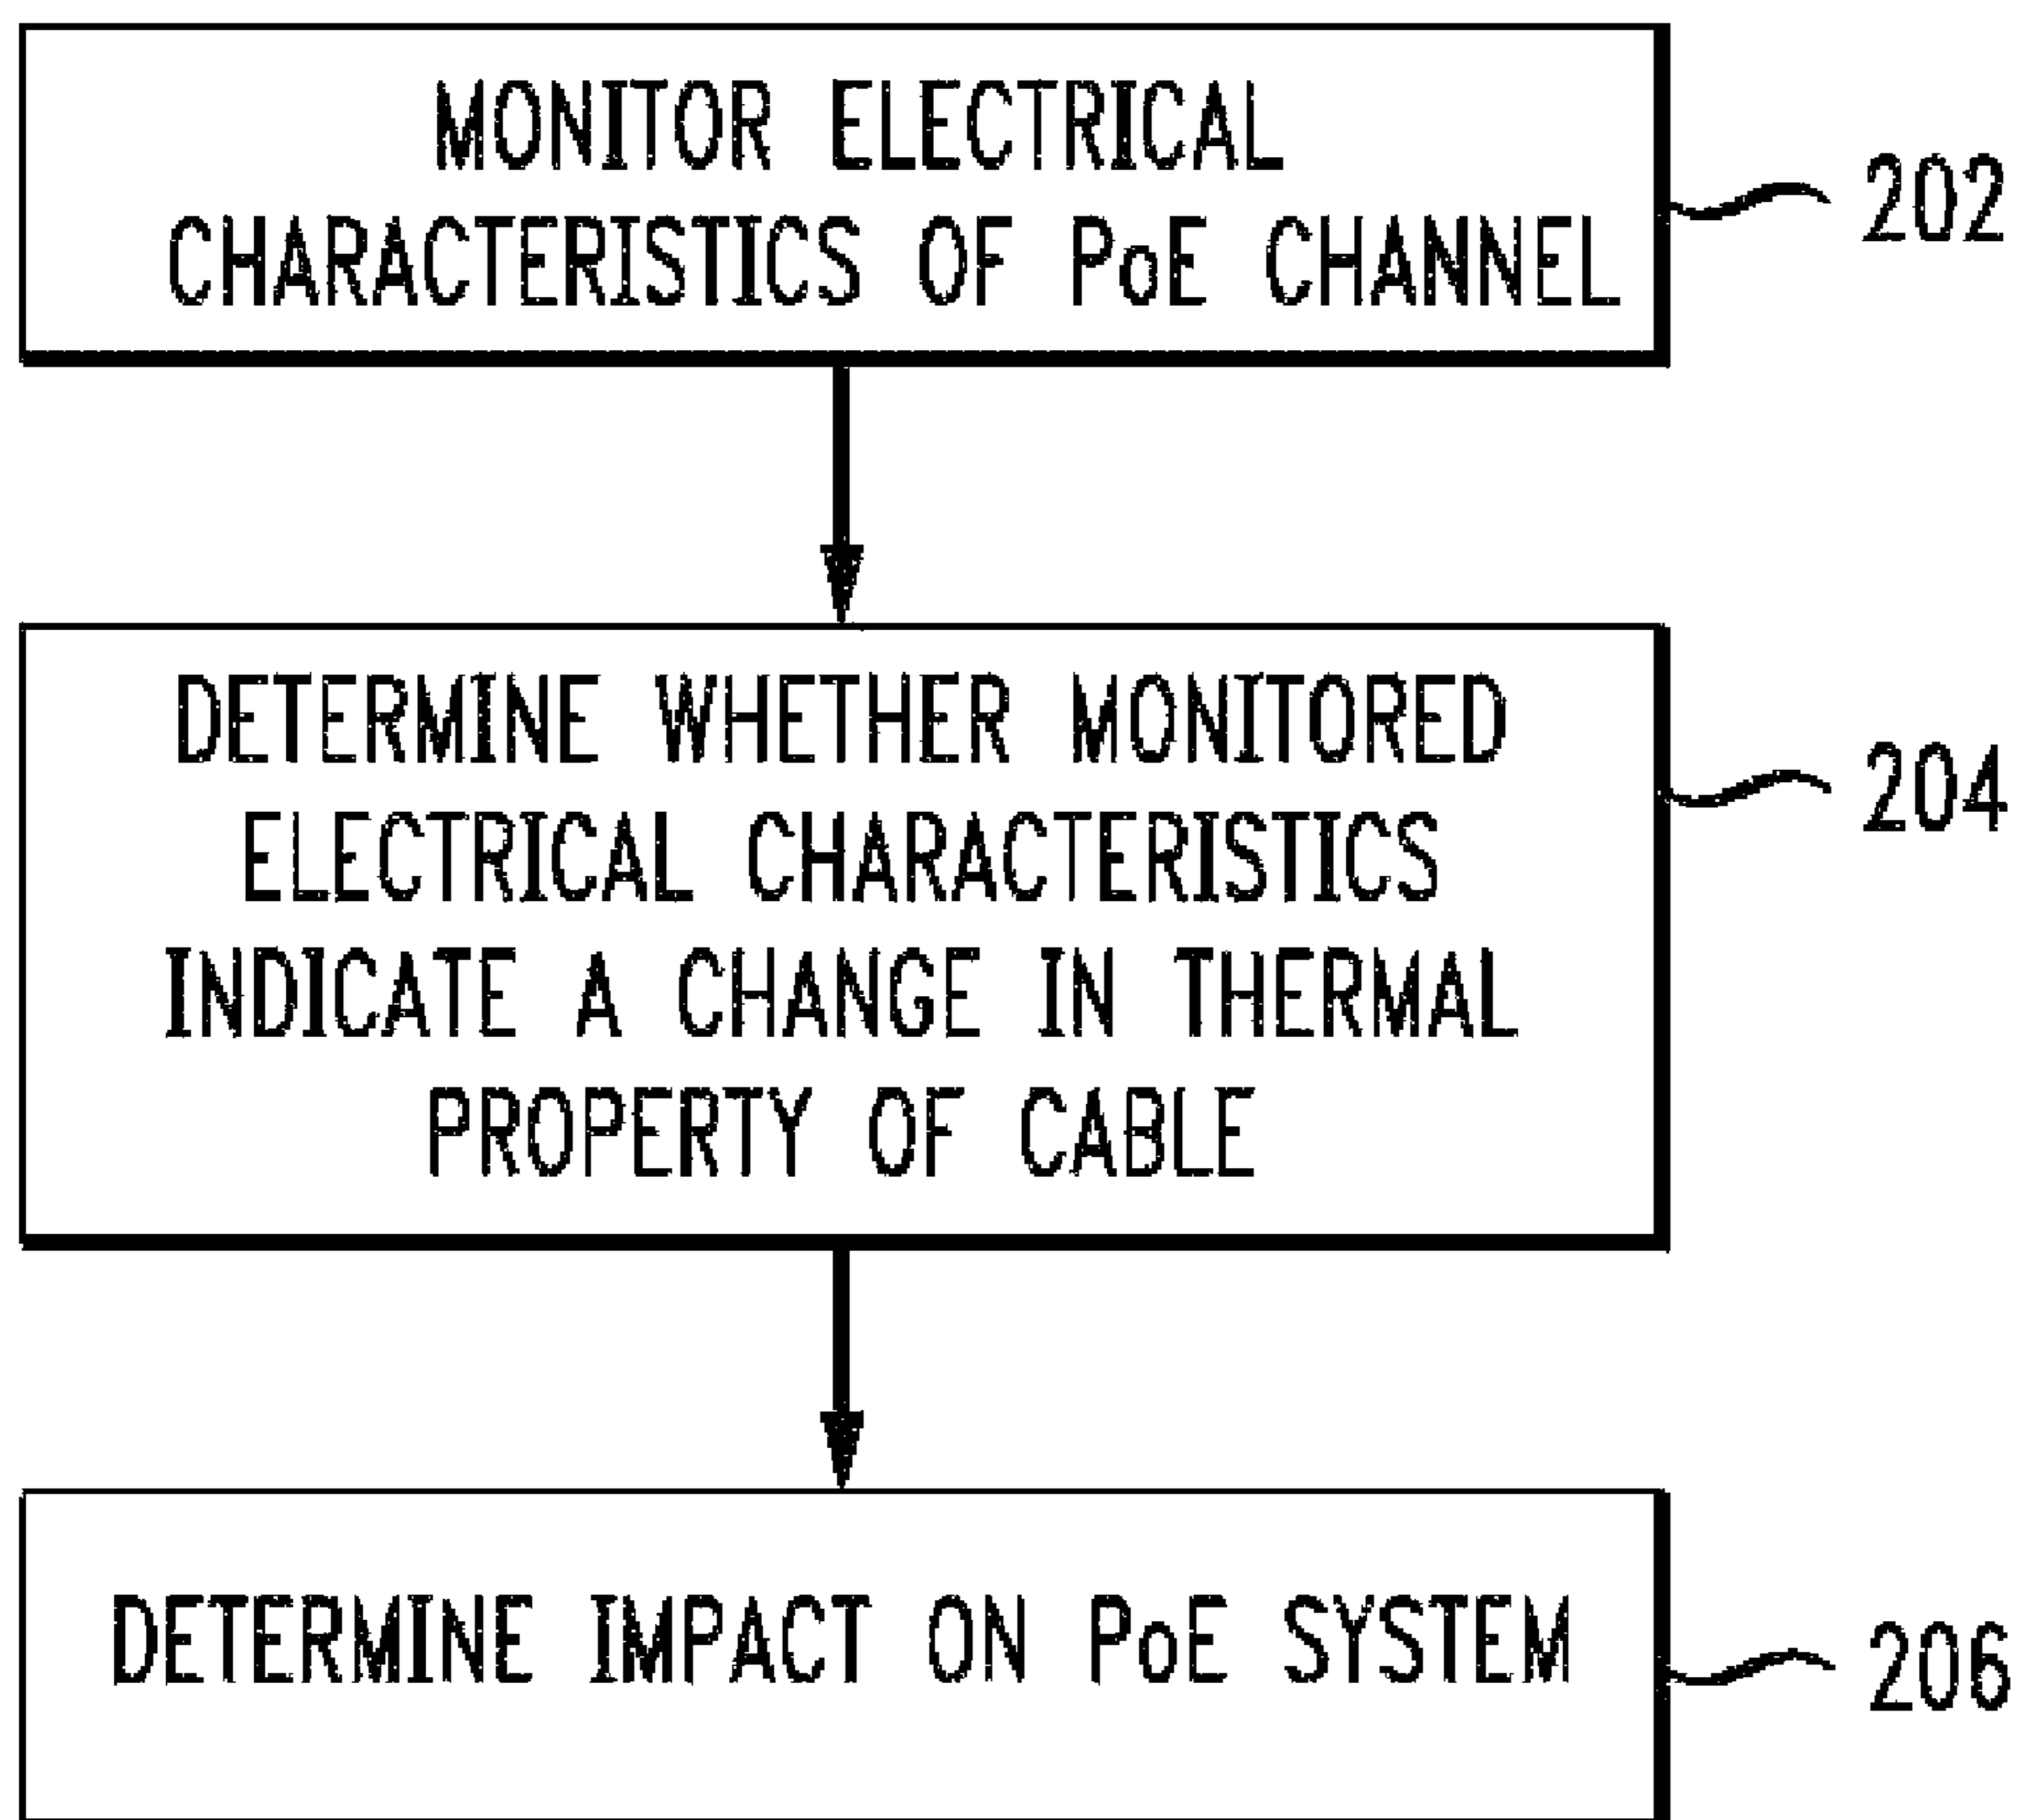 MONITOR ELECTRICAL
CHARACTERISTICS OF PoE CHANNEL
202
DETERMINE WHETHER MONITORED
ELECTRICAL CHARACTERISTICS
INDICATE A CHANGE IN THERMAL
PROPERTY OF CABLE
204
DETERMINE IMPACT ON PoE SYSTEM
206